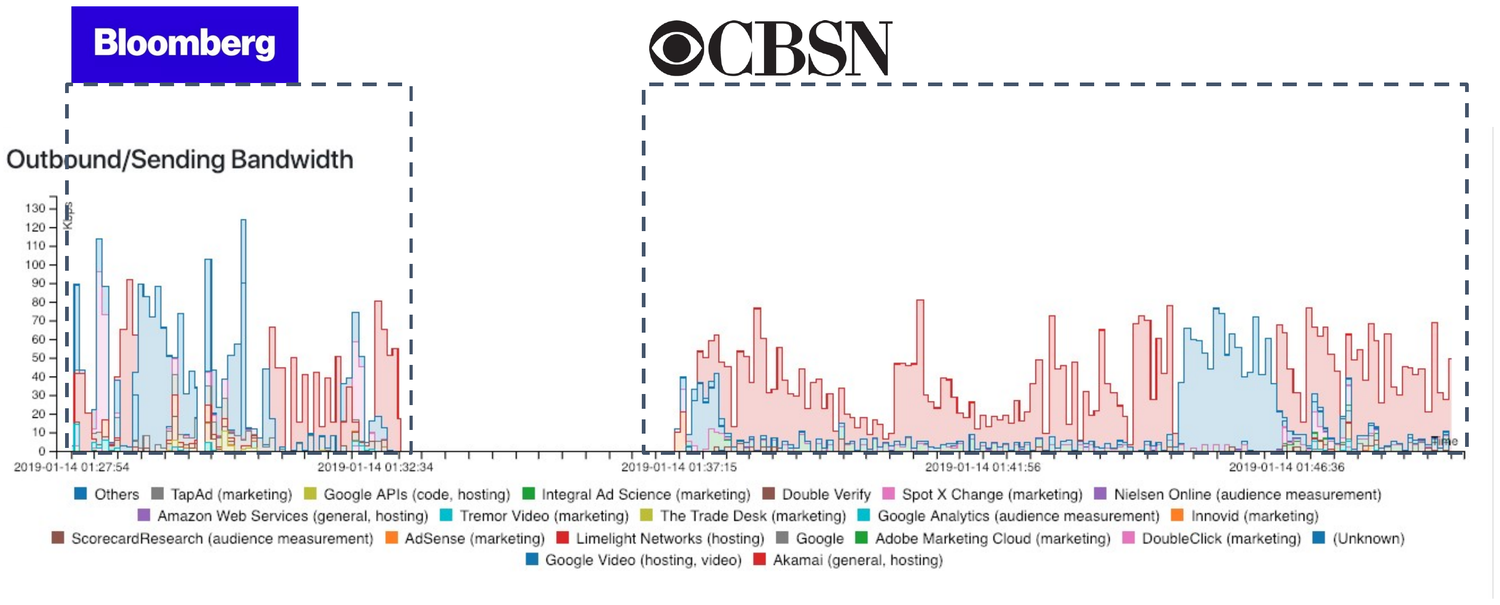 Bloomberg
CBSN
Outbound/Sending Bandwidth
Kbps
130
120
110
100
90
80
70
60
50
40
30
20
10
0
Time
2019-01-14 01:27:54 2019-01-14 01:32:34 2019-01-14 01:37:15 2019-01-14 01:41:56 2019-01-14 01:46:36
Others TapAd (marketing) Google APIs (code, hosting) Integral Ad Science (marketing) Double Verify Spot X Change (marketing) Nielsen Online (audience measurement)
Amazon Web Services (general, hosting) Tremor Video (marketing) The Trade Desk (marketing) Google Analytics (audience measurement) Innovid (marketing)
ScorecardResearch (audience measurement) AdSense (marketing) Limelight Networks (hosting) Google Adobe Marketing Cloud (marketing) DoubleClick (marketing) (Unknown)
Google Video (hosting, video) Akamai (general, hosting)